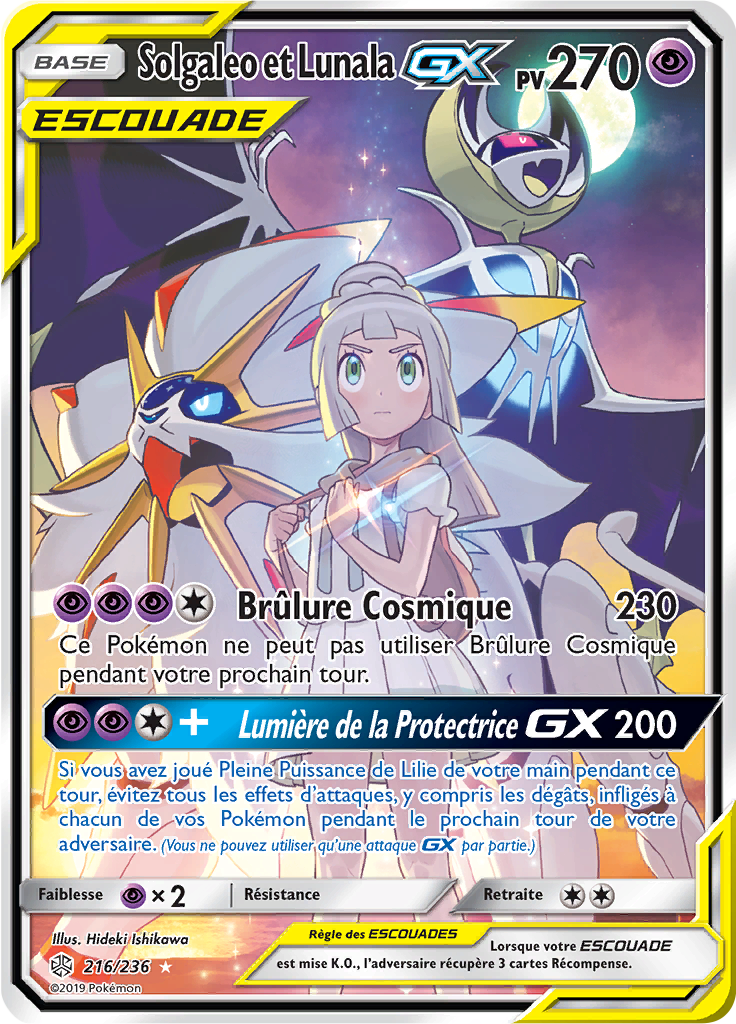 BASE
Solgaleo et Lunala GX PV270
ESCOUADE
Brûlure Cosmique 230
Ce Pokémon ne peut pas utiliser Brûlure Cosmique
pendant votre prochain tour.
+ Lumière de la Protectrice GX 200
Si vous avez joué Pleine Puissance de Lilie de votre main pendant ce
tour, évitez tous les effets d'attaques, y compris les dégâts, infligés à
chacun de vos Pokémon pendant le prochain tour de votre
adversaire. (Vous ne pouvez utiliser qu'une attaque GX par partie.)
Faiblesse ×2 Résistance Retraite
Illus. Hideki Ishikawa
216/236
©2019 Pokémon
Règle des ESCOUADES
Lorsque votre ESCOUADE
est mise K.O., l'adversaire récupère 3 cartes Récompense.